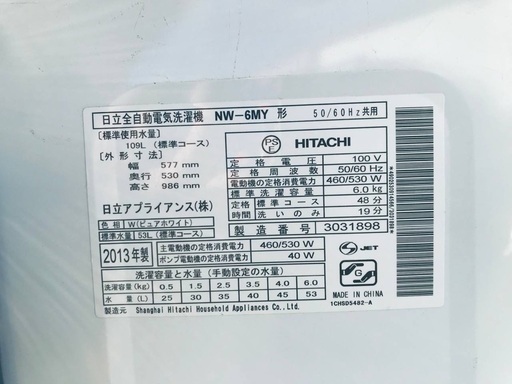 日立全自動電気洗濯機 NW-6MY 形 50/60Hz共用
(標準使用水量)
109L (標準コース)
(外形寸法)
幅 577 mm
奥行 530 mm
高さ 986 mm
日立アプライアンス(株)
色柄 W(ピュアホワイト)
標準水量 53L (標準コース)
PS E HITACHI
定格電圧 100 V
定格周波数 50/60 Hz
電動機の定格消費電力 460/530 W
定格容量 6.0 kg
定格標準コース 48分
時間洗いのみ 19分
製造番号 3031898
2013年製
主電動機の定格消費電力 460/530 W
ポンプ電動機の定格消費電力 40 W
S-JET
G
洗濯容量と水量 (手動設定の水量)
洗濯容量(kg) 0.5 1.5 2.5 3.5 4.0 6.0
水量(L) 25 30 35 40 45 53
MADE IN CHINA
1CHSD5482-A
製造元 Shanghai Hitachi Household Appliances Co.,Ltd.